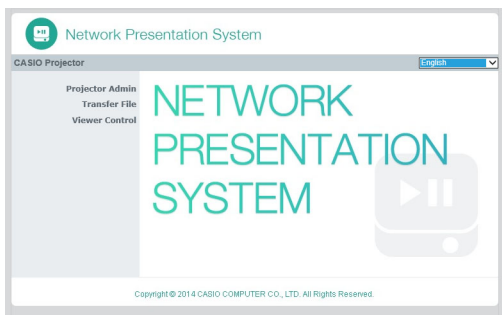 Network Presentation System
CASIO Projector
English
Projector Admin
Transfer File
Viewer Control
NETWORK
PRESENTATION
SYSTEM
Copyright © 2014 CASIO COMPUTER CO., LTD. All Rights Reserved.